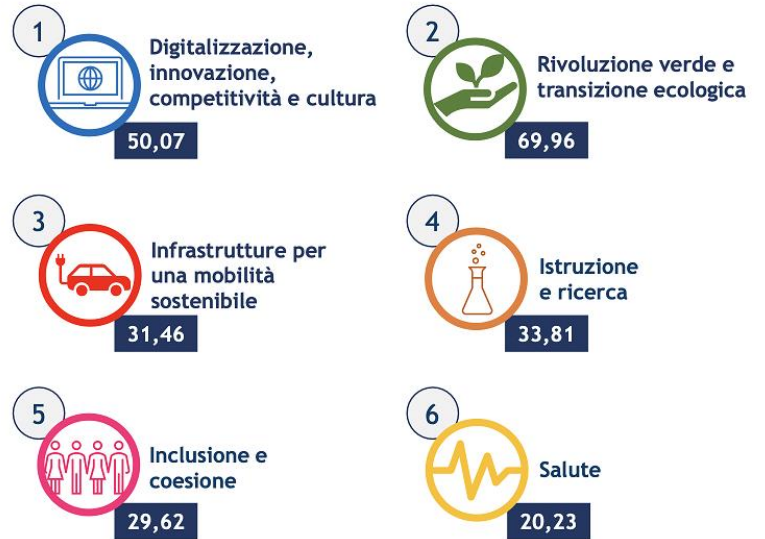 1
Digitalizzazione,
innovazione,
competitività e cultura
50,07
2
Rivoluzione verde e
transizione ecologica
69,96
3
Infrastrutture per
una mobilità
sostenibile
31,46
4
Istruzione
e ricerca
33,81
5
Inclusione e
coesione
29,62
6
Salute
20,23